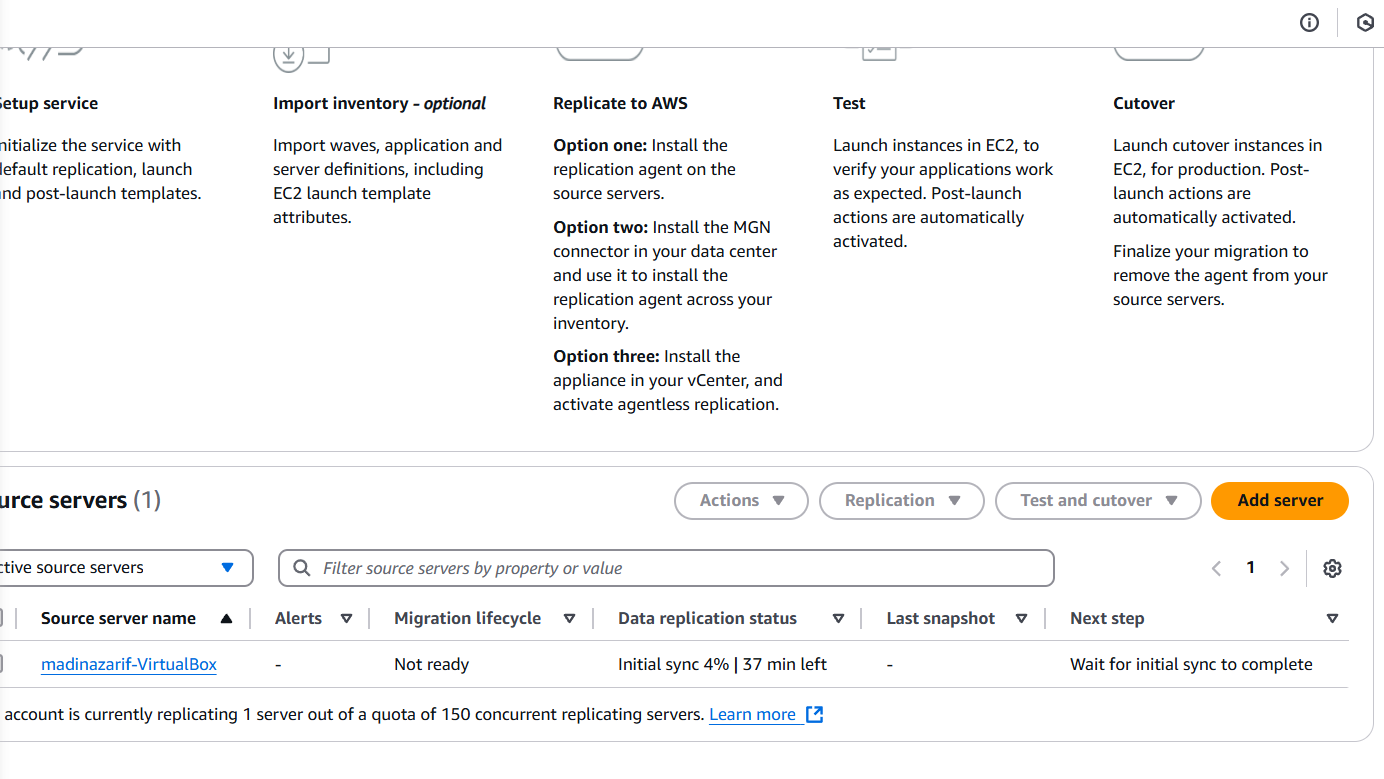 Setup service
Initialize the service with
default replication, launch
and post-launch templates.
Import inventory - optional
Import waves, application and
server definitions, including
EC2 launch template
attributes.
Replicate to AWS
Option one: Install the
replication agent on the
source servers.
Option two: Install the MGN
connector in your data center
and use it to install the
replication agent across your
inventory.
Option three: Install the
appliance in your vCenter, and
activate agentless replication.
Test
Launch instances in EC2, to
verify your applications work
as expected. Post-launch
actions are automatically
activated.
Cutover
Launch cutover instances in
EC2, for production. Post-
launch actions are
automatically activated.
Finalize your migration to
remove the agent from your
source servers.
urce servers (1)
Actions
Replication
Test and cutover
Add server
ctive source servers
Filter source servers by property or value
1
Source server name
Alerts
Migration lifecycle
Data replication status
Last snapshot
Next step
madinazarif-VirtualBox
-
Not ready
Initial sync 4% | 37 min left
-
Wait for initial sync to complete
account is currently replicating 1 server out of a quota of 150 concurrent replicating servers. Learn more